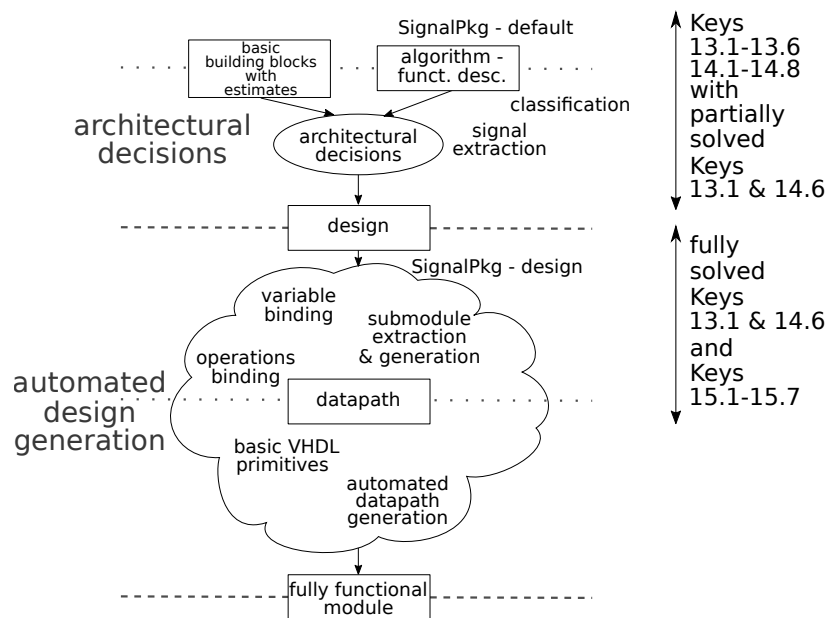 SignalPkg - default
basic
building blocks
with
estimates
algorithm -
funct. desc.
classification
architectural
decisions
architectural
decisions
signal
extraction
design
SignalPkg - design
variable
binding
submodule
extraction
& generation
operations
binding
automated
design
generation
datapath
basic VHDL
primitives
automated
datapath
generation
fully functional
module
Keys
13.1-13.6
14.1-14.8
with
partially
solved
Keys
13.1 & 14.6
fully
solved
Keys
13.1 & 14.6
and
Keys
15.1-15.7